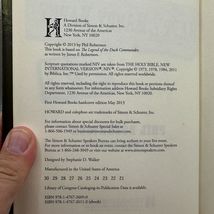 Howard Books
A Division of Simon & Schuster, Inc.
1230 Avenue of the Americas
New York, NY 10020
Copyright © 2013 by Phil Robertson
This book is based on The Legend of the Duck Commander
as written by James J. Robertson.
Scripture quotations marked NIV are taken from THE HOLY BIBLE, NEW
INTERNATIONAL VERSION®, NIV® Copyright © 1973, 1978, 1984, 2011
by Biblica, Inc.™ Used by permission. All rights reserved worldwide.
All rights reserved, including the right to reproduce this book or portions thereof
in any form whatsoever. For information address Howard Books Subsidiary Rights
Department, 1230 Avenue of the Americas, New York, NY 10020.
First Howard Books hardcover edition May 2013
HOWARD and colophon are trademarks of Simon & Schuster, Inc.
For information about special discounts for bulk purchases,
please contact Simon & Schuster Special Sales at
1-866-506-1949 or business@simonandschuster.com.
The Simon & Schuster Speakers Bureau can bring authors to your live event.
For more information or to book an event, contact the Simon & Schuster Speakers
Bureau at 1-866-248-3049 or visit our website at www.simonspeakers.com.
Designed by Stephanie D. Walker
Manufactured in the United States of America
30 29 28 27 26 25 24 23 22 21
Library of Congress Cataloging-in-Publication Data is available.
ISBN 978-1-4767-2609-0
ISBN 978-1-4767-2611-3 (ebook)